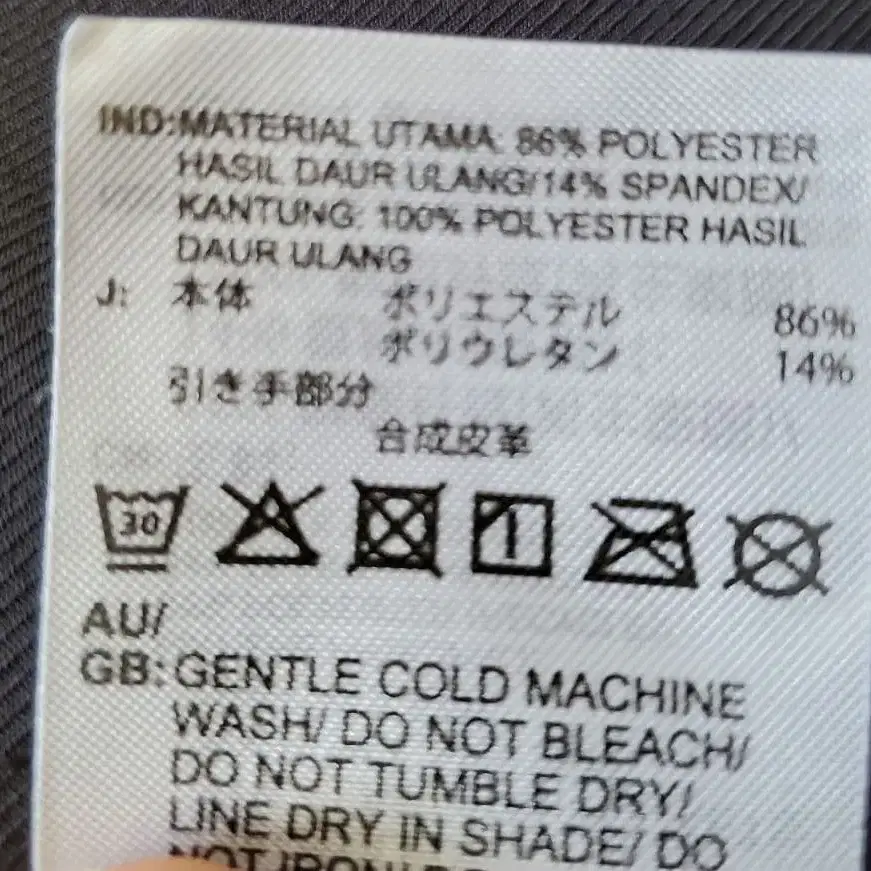 IND:MATERIAL UTAMA: 86% POLYESTER
HASIL DAUR ULANG/14% SPANDEX/
KANTUNG: 100% POLYESTER HASIL
DAUR ULANG
J: 本体 ポリエステル 86%
ポリウレタン 14%
引き手部分
合成皮革
30
AU/
GB:GENTLE COLD MACHINE
WASH/ DO NOT BLEACH/
DO NOT TUMBLE DRY/
LINE DRY IN SHADE/ DO
NOT IRON/